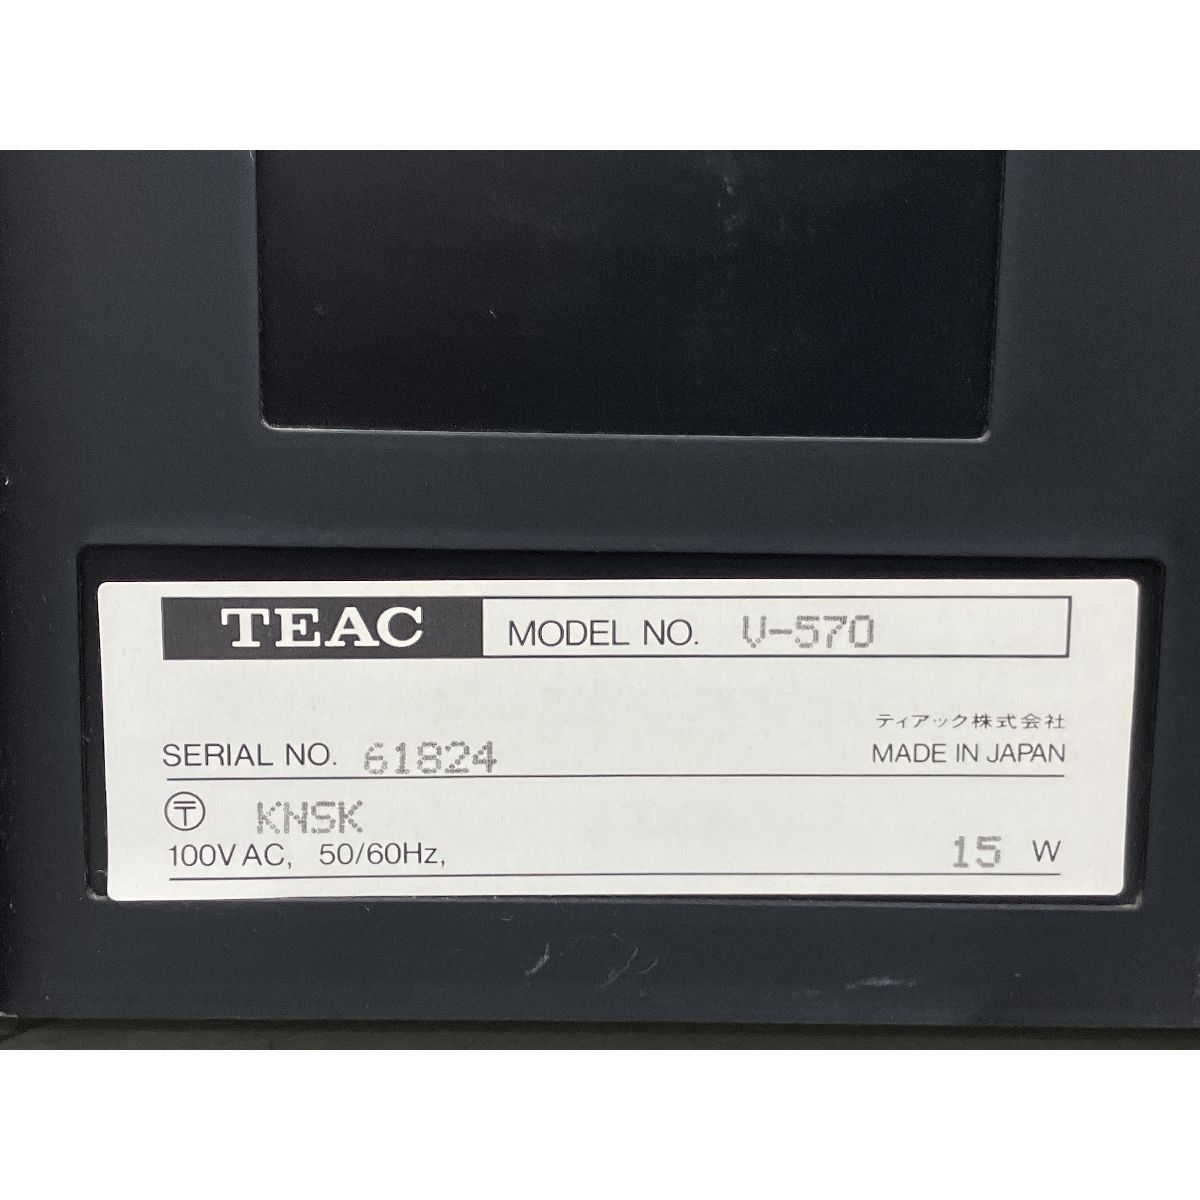 TEAC MODEL NO. V-570
ティアック株式会社
SERIAL NO. 61824 MADE IN JAPAN
〒 KNSK
100V AC, 50/60Hz, 15 W